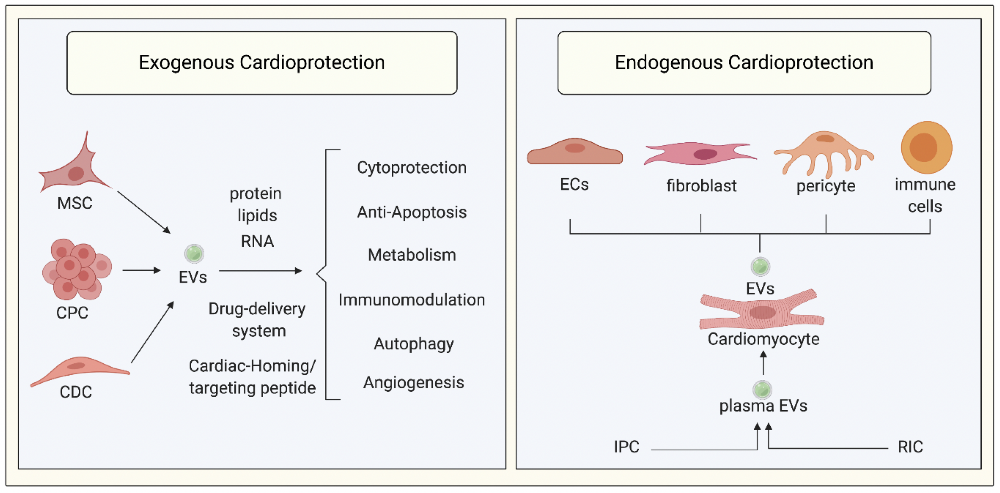 Exogenous Cardioprotection
MSC
CPC
CDC
EVs
protein
lipids
RNA
Drug-delivery
system
Cardiac-Homing/
targeting peptide
Cytoprotection
Anti-Apoptosis
Metabolism
Immunomodulation
Autophagy
Angiogenesis
Endogenous Cardioprotection
ECs
fibroblast
pericyte
immune
cells
EVs
Cardiomyocyte
plasma EVs
IPC
RIC